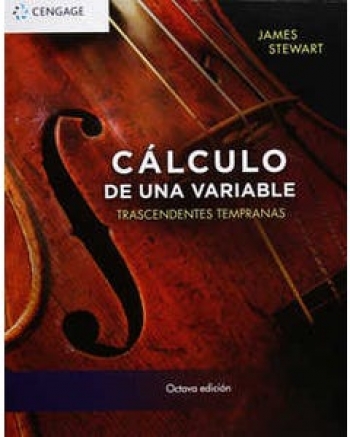 CENGAGE
JAMES
STEWART
CÁLCULO
DE UNA VARIABLE
TRASCENDENTES TEMPRANAS
Octava edición